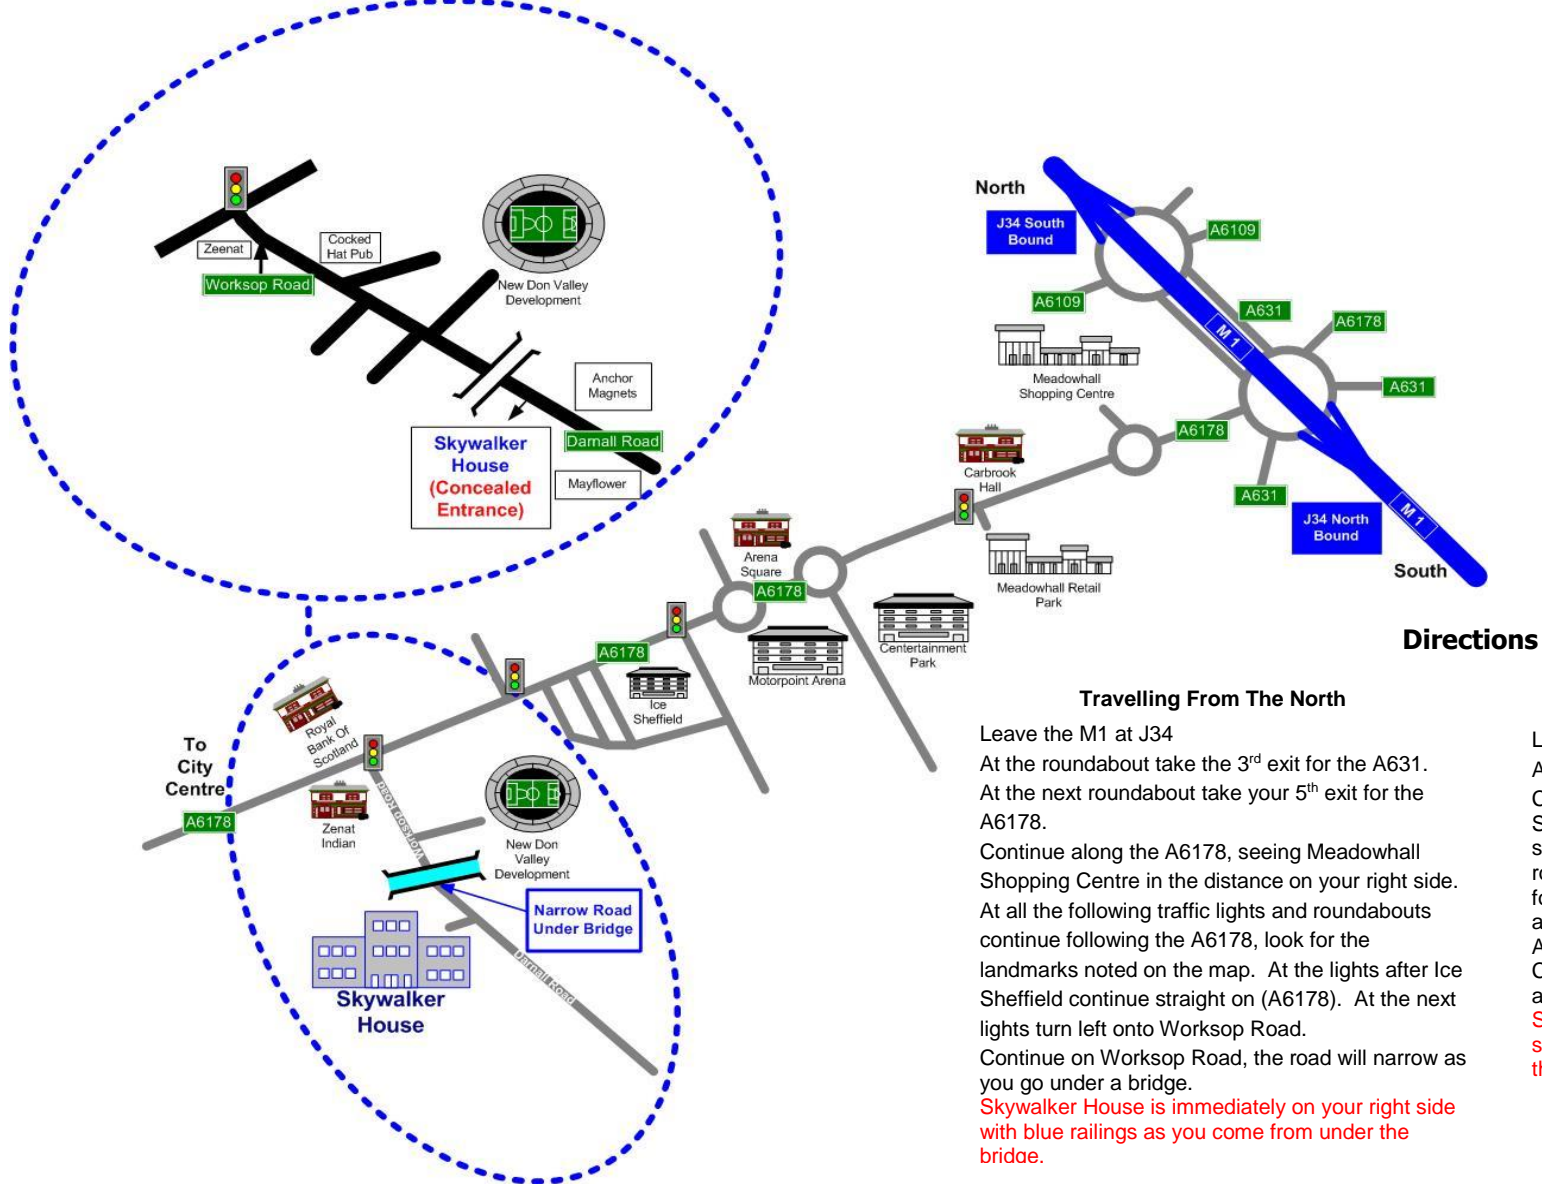 North
J34 South
Bound
A6109
A6109
A631
A6178
M 1
A631
A6178
A631
M 1
J34 North
Bound
South
Meadowhall
Shopping Centre
Carbrook
Hall
Meadowhall Retail
Park
Arena
Square
A6178
Centertainment
Park
Motorpoint Arena
A6178
Ice
Sheffield
Zeenat
Cocked
Hat Pub
Worksop Road
New Don Valley
Development
Anchor
Magnets
Darnall Road
Mayflower
Skywalker
House
(Concealed
Entrance)
Royal
Bank Of
Scotland
To
City
Centre
A6178
Zenat
Indian
Worksop Road
New Don
Valley
Development
Narrow Road
Under Bridge
Darnall Road
Skywalker
House
Directions
Travelling From The North
Leave the M1 at J34
At the roundabout take the 3rd exit for the A631.
At the next roundabout take your 5th exit for the
A6178.
Continue along the A6178, seeing Meadowhall
Shopping Centre in the distance on your right side.
At all the following traffic lights and roundabouts
continue following the A6178, look for the
landmarks noted on the map. At the lights after Ice
Sheffield continue straight on (A6178). At the next
lights turn left onto Worksop Road.
Continue on Worksop Road, the road will narrow as
you go under a bridge.
Skywalker House is immediately on your right side
with blue railings as you come from under the
bridge.